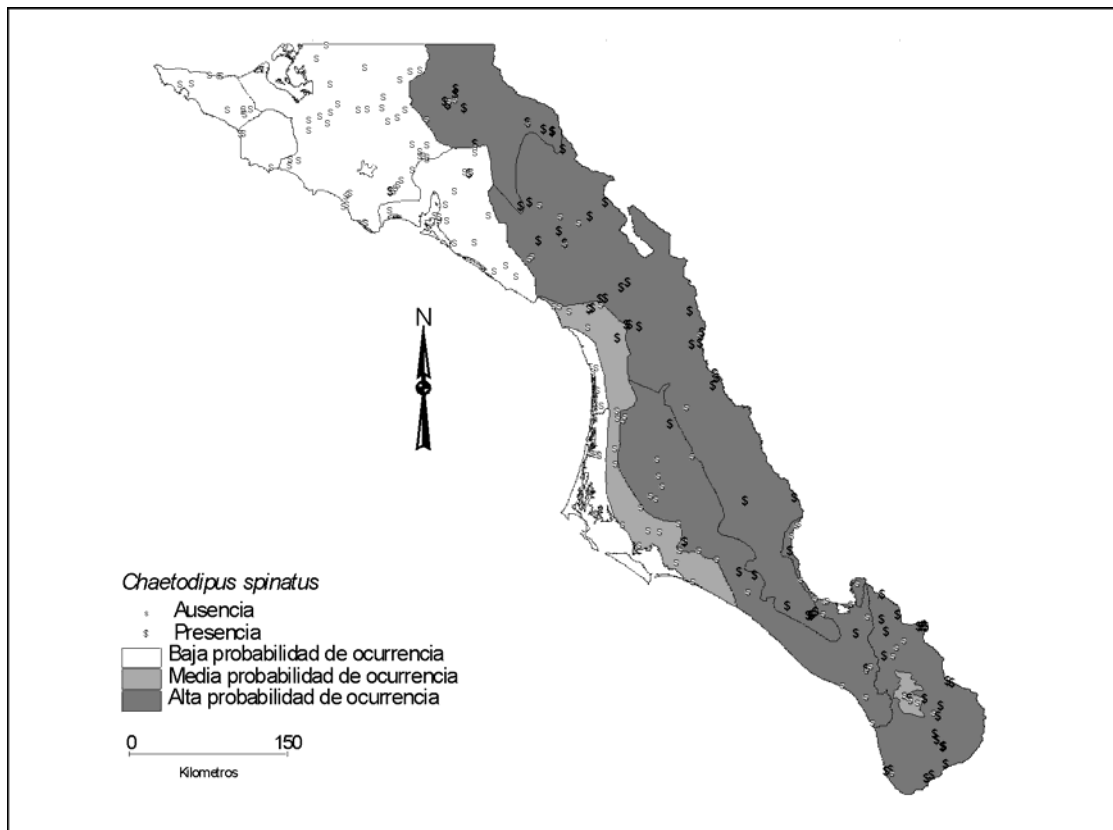 N
Chaetodipus spinatus
s Ausencia
$ Presencia
Baja probabilidad de ocurrencia
Media probabilidad de ocurrencia
Alta probabilidad de ocurrencia
0 150
Kilometros